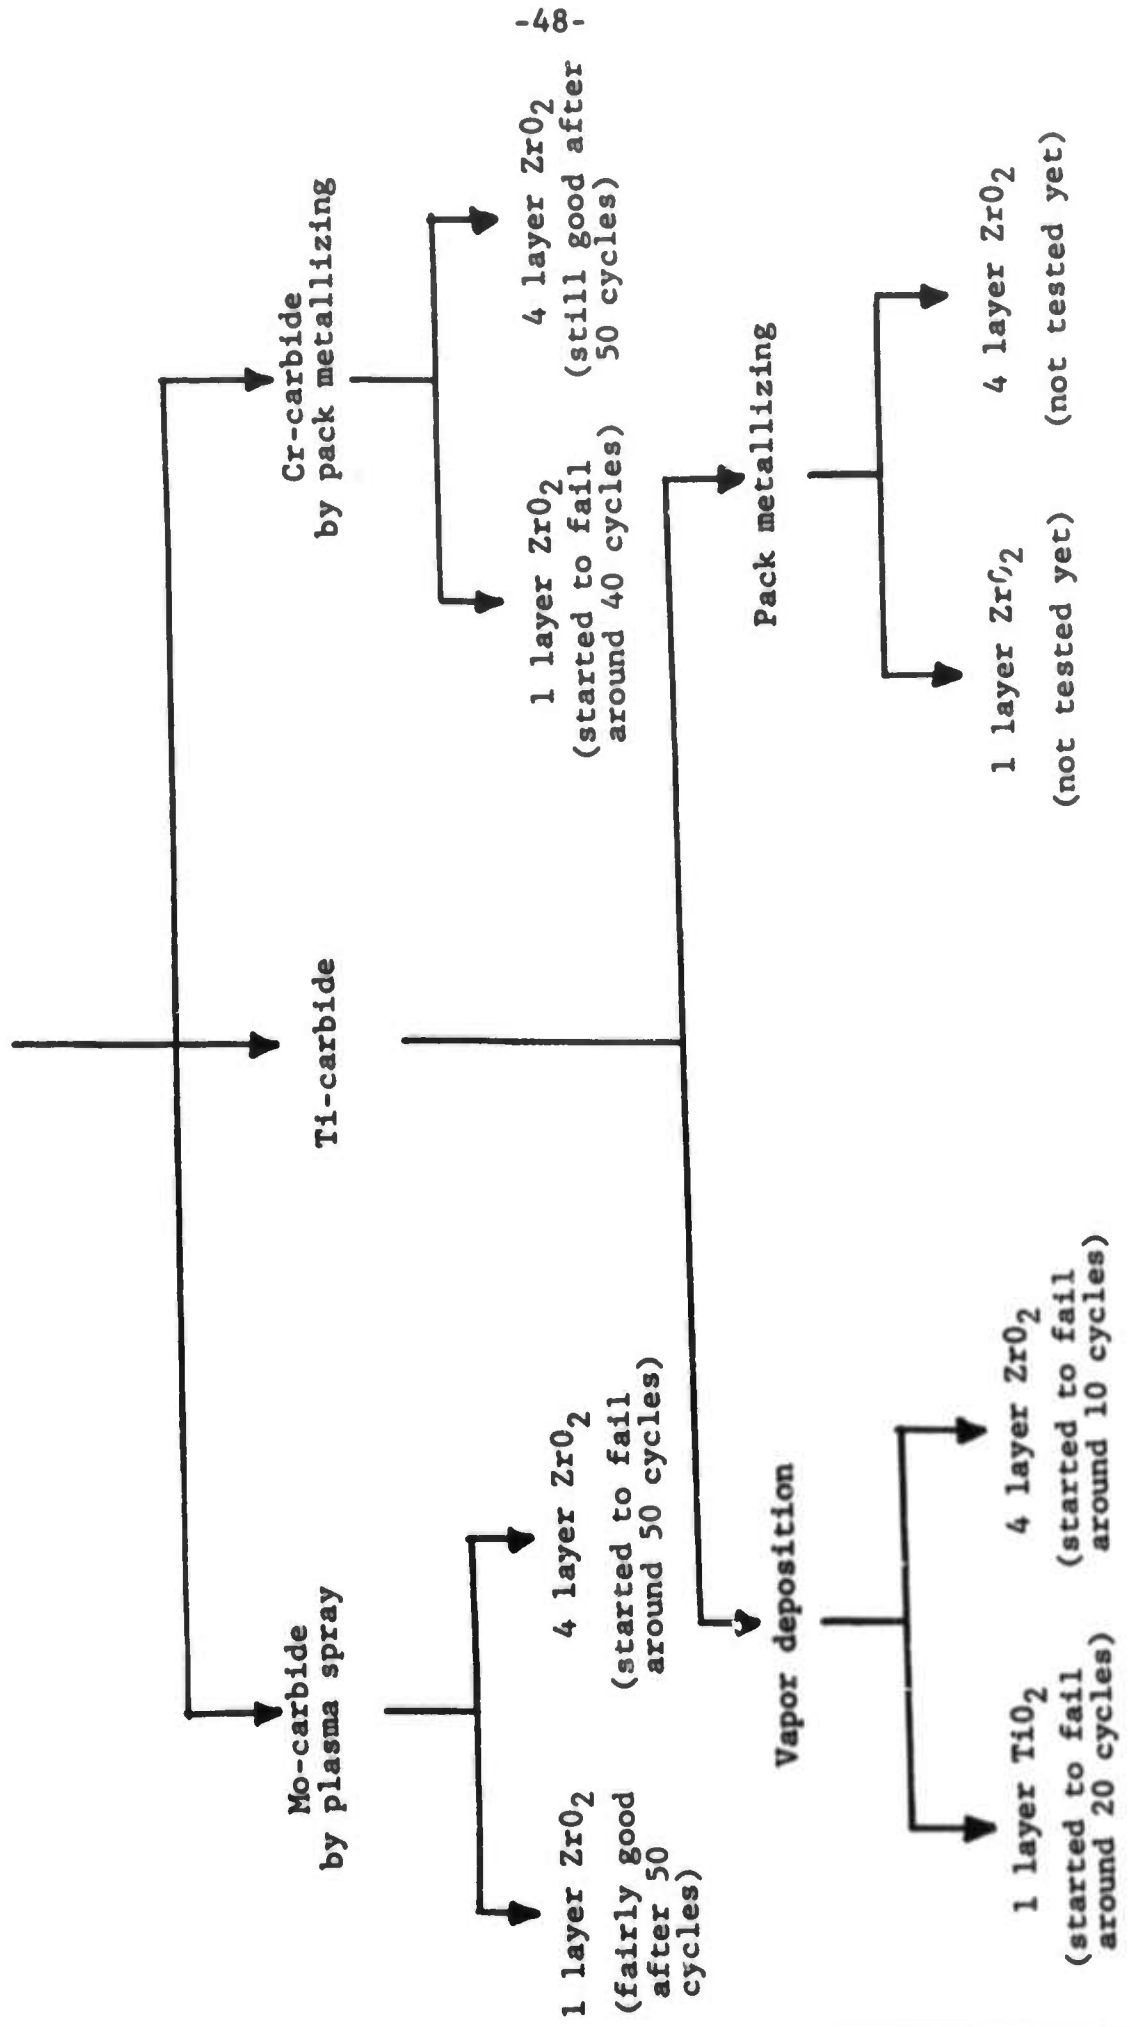 -48-
Mo-carbide
by plasma spray
Ti-carbide
Cr-carbide
by pack metallizing
1 layer ZrO2
(fairly good
after 50
cycles)
4 layer ZrO2
(started to fail
around 50 cycles)
1 layer ZrO2
(started to fail
around 40 cycles)
4 layer ZrO2
(still good after
50 cycles)
Vapor deposition
Pack metallizing
1 layer TiO2
(started to fail
around 20 cycles)
4 layer ZrO2
(started to fail
around 10 cycles)
1 layer ZrO2
(not tested yet)
4 layer ZrO2
(not tested yet)